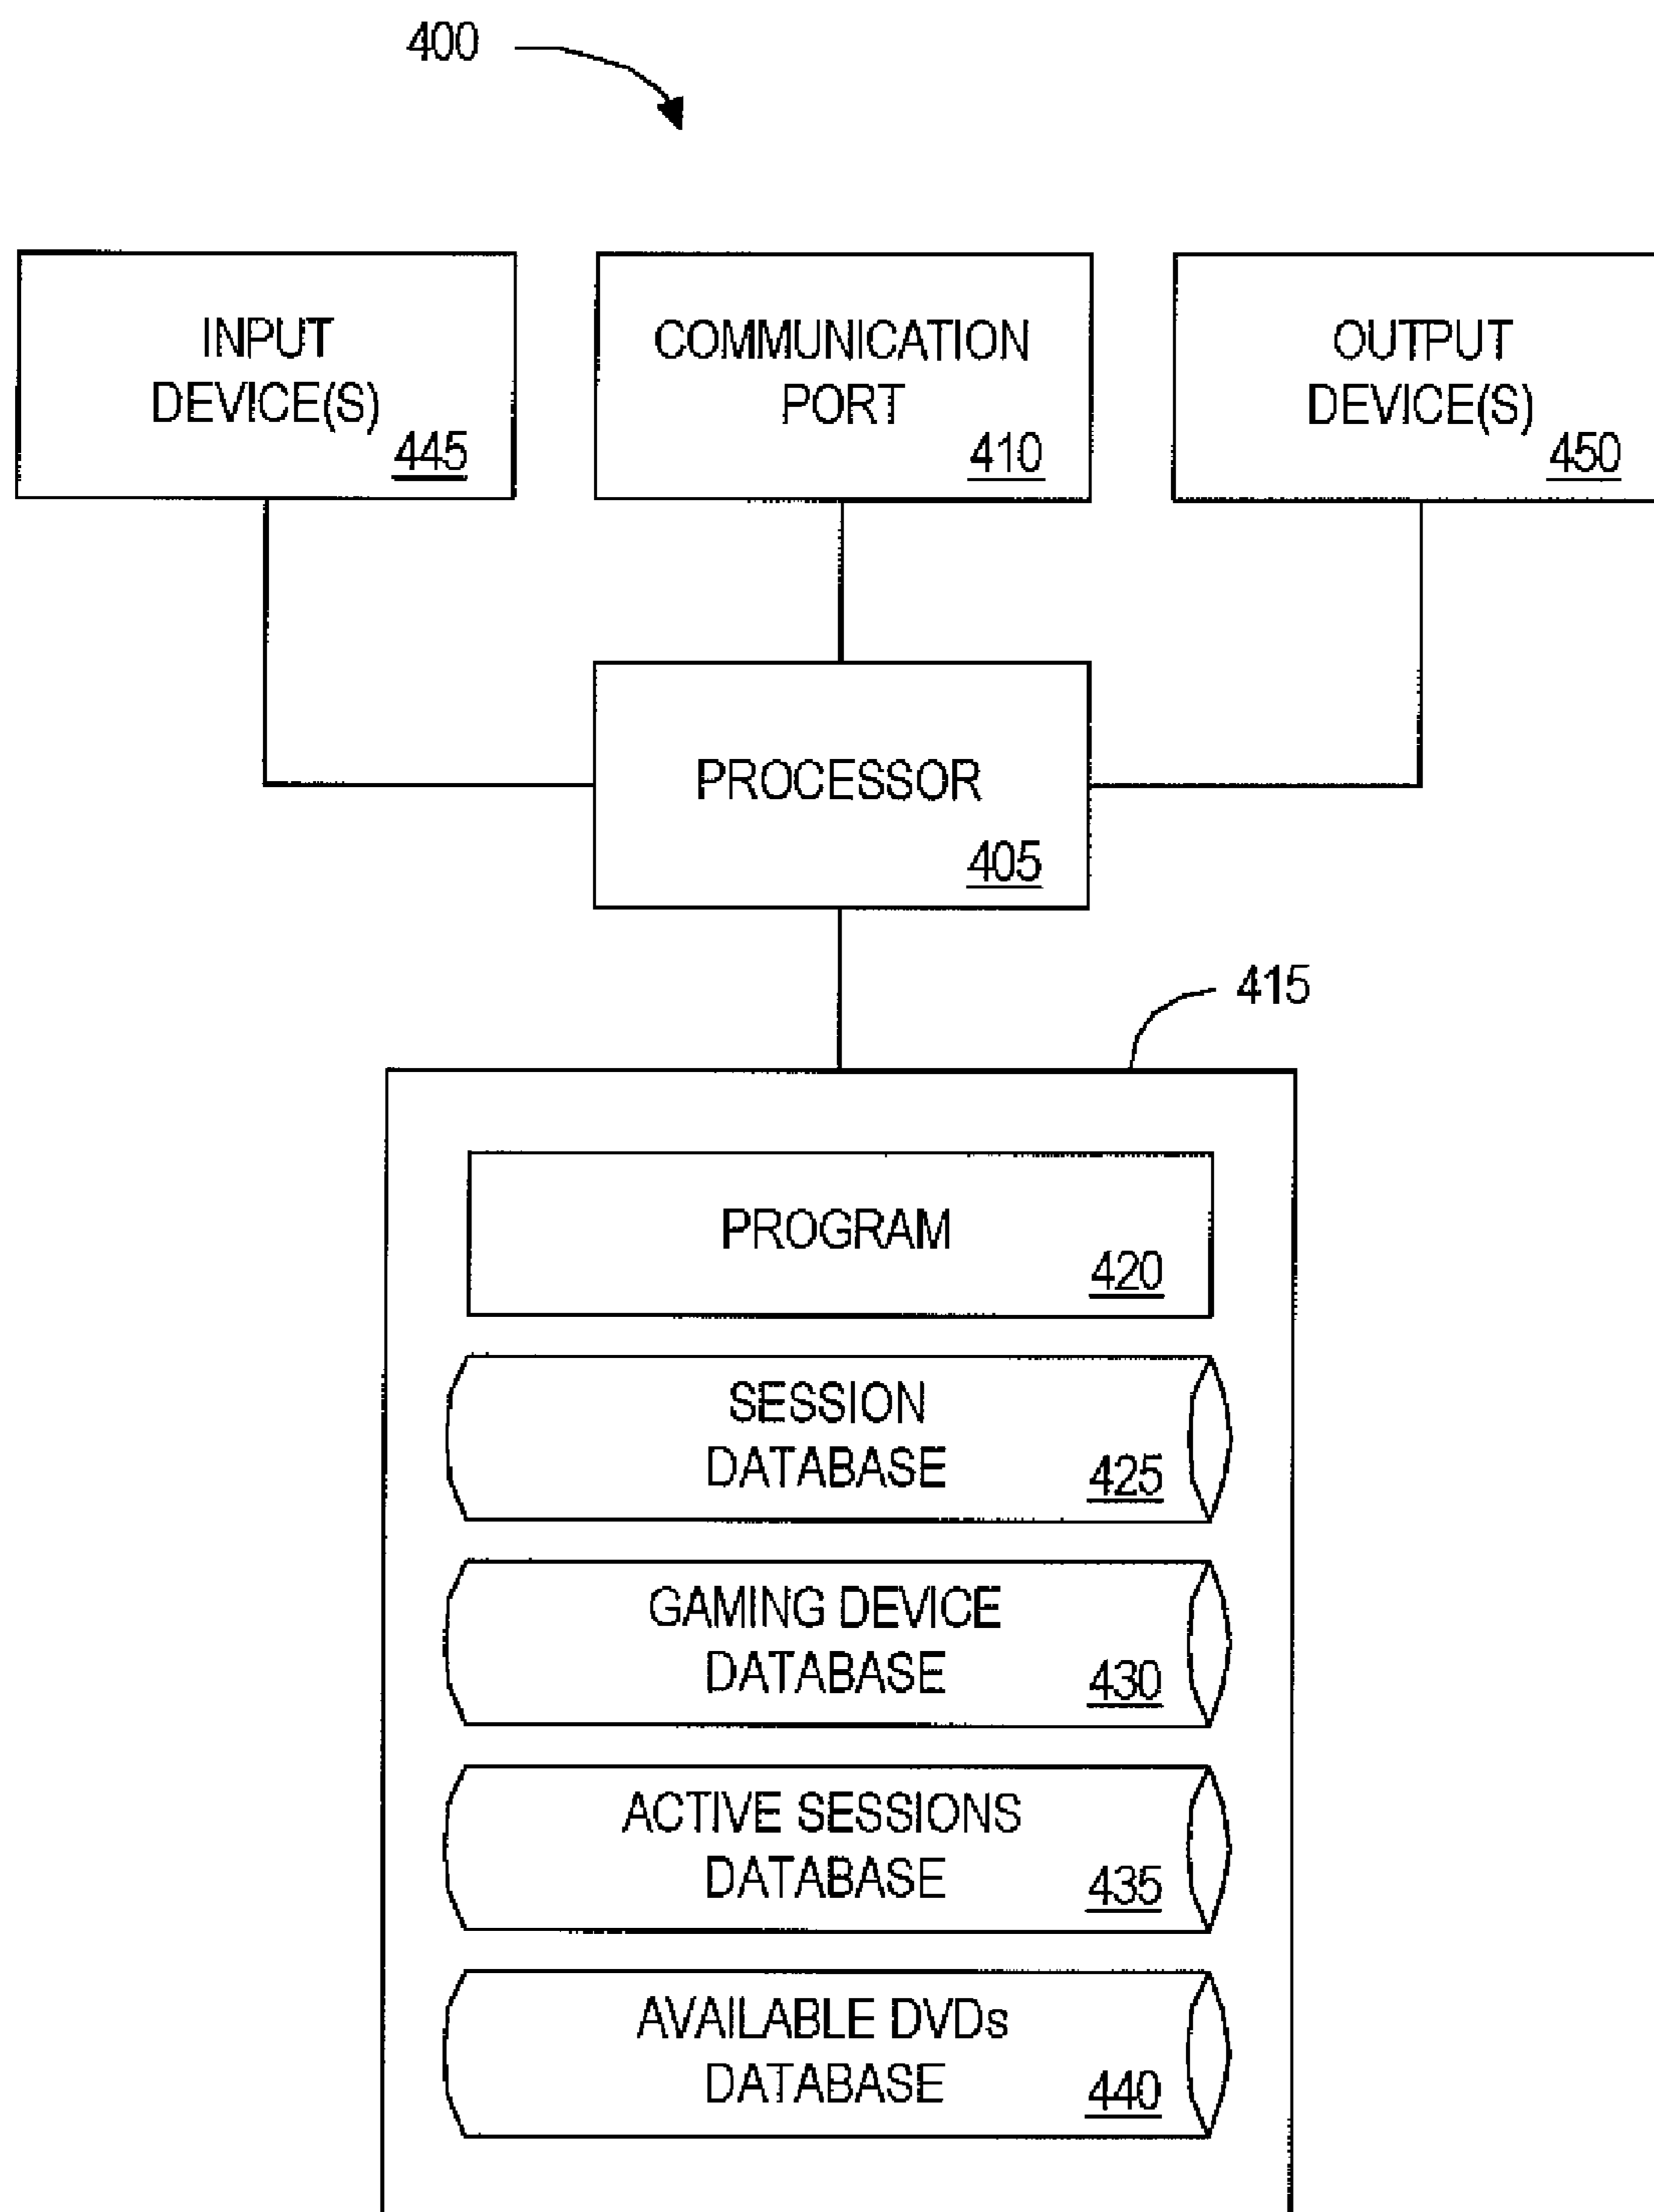 400
INPUT
DEVICE(S)
445
COMMUNICATION
PORT
410
OUTPUT
DEVICE(S)
450
PROCESSOR
405
415
PROGRAM
420
SESSION
DATABASE
425
GAMING DEVICE
DATABASE
430
ACTIVE SESSIONS
DATABASE
435
AVAILABLE DVDs
DATABASE
440